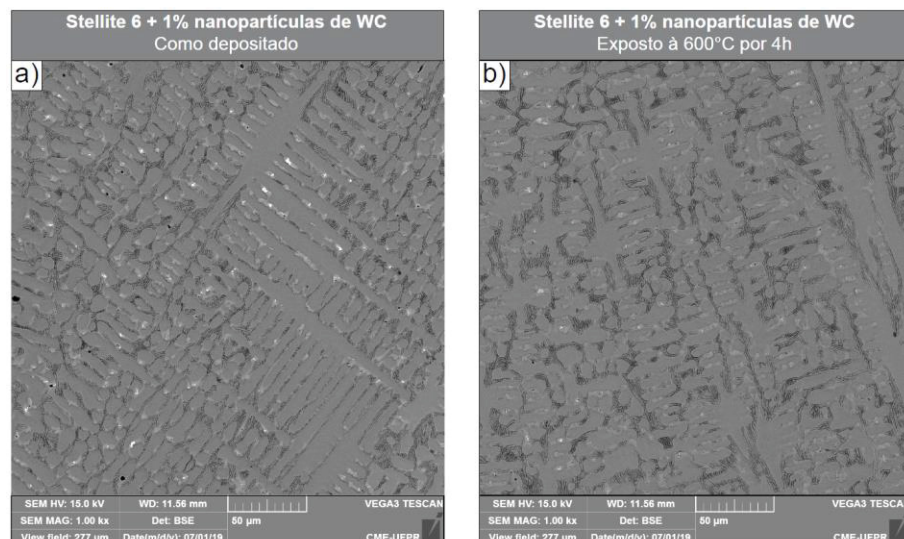 Stellite 6 + 1% nanopartículas de WC
Como depositado
a)
SEM HV: 15.0 kV WD: 11.56 mm VEGA3 TESCAN
SEM MAG: 1.00 kx Det: BSE 50 µm
View field: 277 µm Date(m/d/y): 07/01/19 CME-UFPR
Stellite 6 + 1% nanopartículas de WC
Exposto à 600°C por 4h
b)
SEM HV: 15.0 kV WD: 11.56 mm VEGA3 TESCAN
SEM MAG: 1.00 kx Det: BSE 50 µm
View field: 277 µm Date(m/d/y): 07/01/19 CME-UFPR